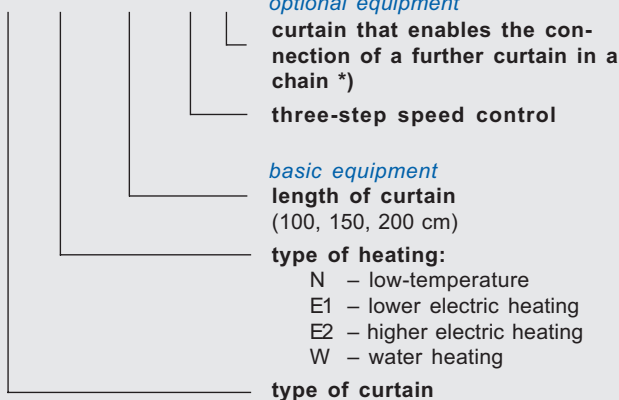 optional equipment
curtain that enables the con-
nection of a further curtain in a
chain *)
three-step speed control
basic equipment
length of curtain
(100, 150, 200 cm)
type of heating:
N – low-temperature
E1 – lower electric heating
E2 – higher electric heating
W – water heating
type of curtain